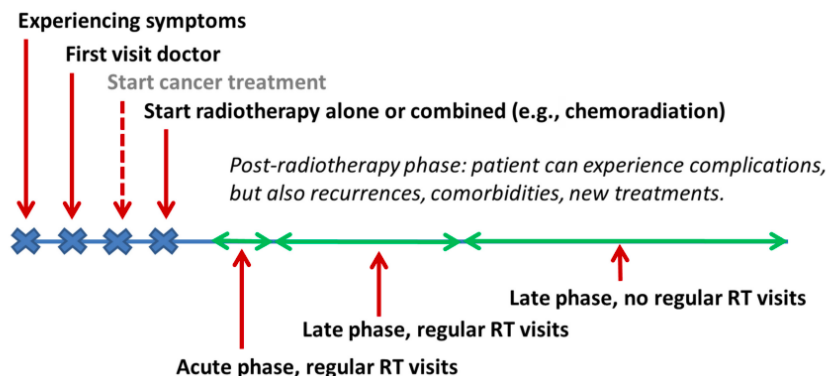 Experiencing symptoms
First visit doctor
Start cancer treatment
Start radiotherapy alone or combined (e.g., chemoradiation)
Post-radiotherapy phase: patient can experience complications,
but also recurrences, comorbidities, new treatments.
Late phase, no regular RT visits
Late phase, regular RT visits
Acute phase, regular RT visits